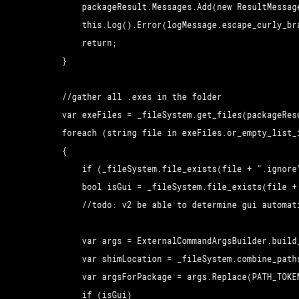 packageResult.Messages.Add(new ResultMessage
this.Log().Error(logMessage.escape_curly_bra
return;
}
//gather all .exes in the folder
var exeFiles = _fileSystem.get_files(packageResu
foreach (string file in exeFiles.or_empty_list_i
{
if (_fileSystem.file_exists(file + ".ignore"
bool isGui = _fileSystem.file_exists(file +
//todo: v2 be able to determine gui automati
var args = ExternalCommandArgsBuilder.build_
var shimLocation = _fileSystem.combine_paths
var argsForPackage = args.Replace(PATH_TOKEN
if (isGui)